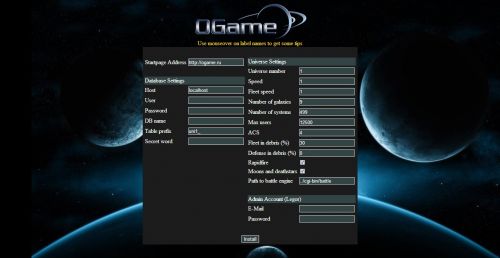 OGame
Use mouseover on label names to get some tips
Startpage Address http://ogame.ru
Database Settings
Host localhost
User
Password
DB name
Table prefix uni1_
Secret word
Universe Settings
Universe number 1
Speed 1
Fleet speed 1
Number of galaxies 9
Number of systems 499
Max users 12500
ACS 4
Fleet in debris (%) 30
Defense in debris (%) 0
Rapidfire
Moons and deathstars
Path to battle engine ../cgi-bin/battle
Admin Account (Legor)
E-Mail
Password
Install